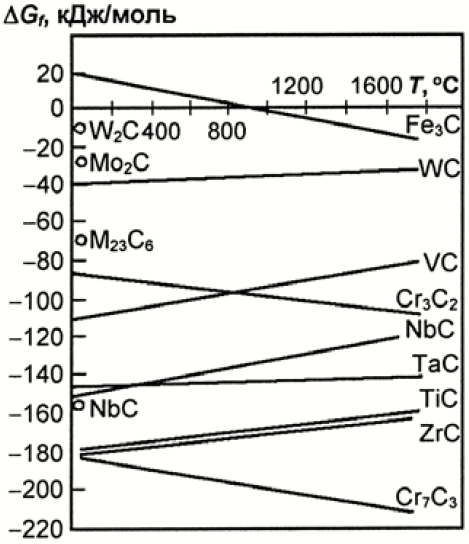 ΔG_f, кДж/моль
20
1200 1600 T, °C
0
W₂C 400 800 Fe₃C
−20
Mo₂C WC
−40
−60
M₂₃C₆
−80 VC
−100 Cr₃C₂
−120 NbC
−140 TaC
NbC TiC
−160
ZrC
−180
−200 Cr₇C₃
−220